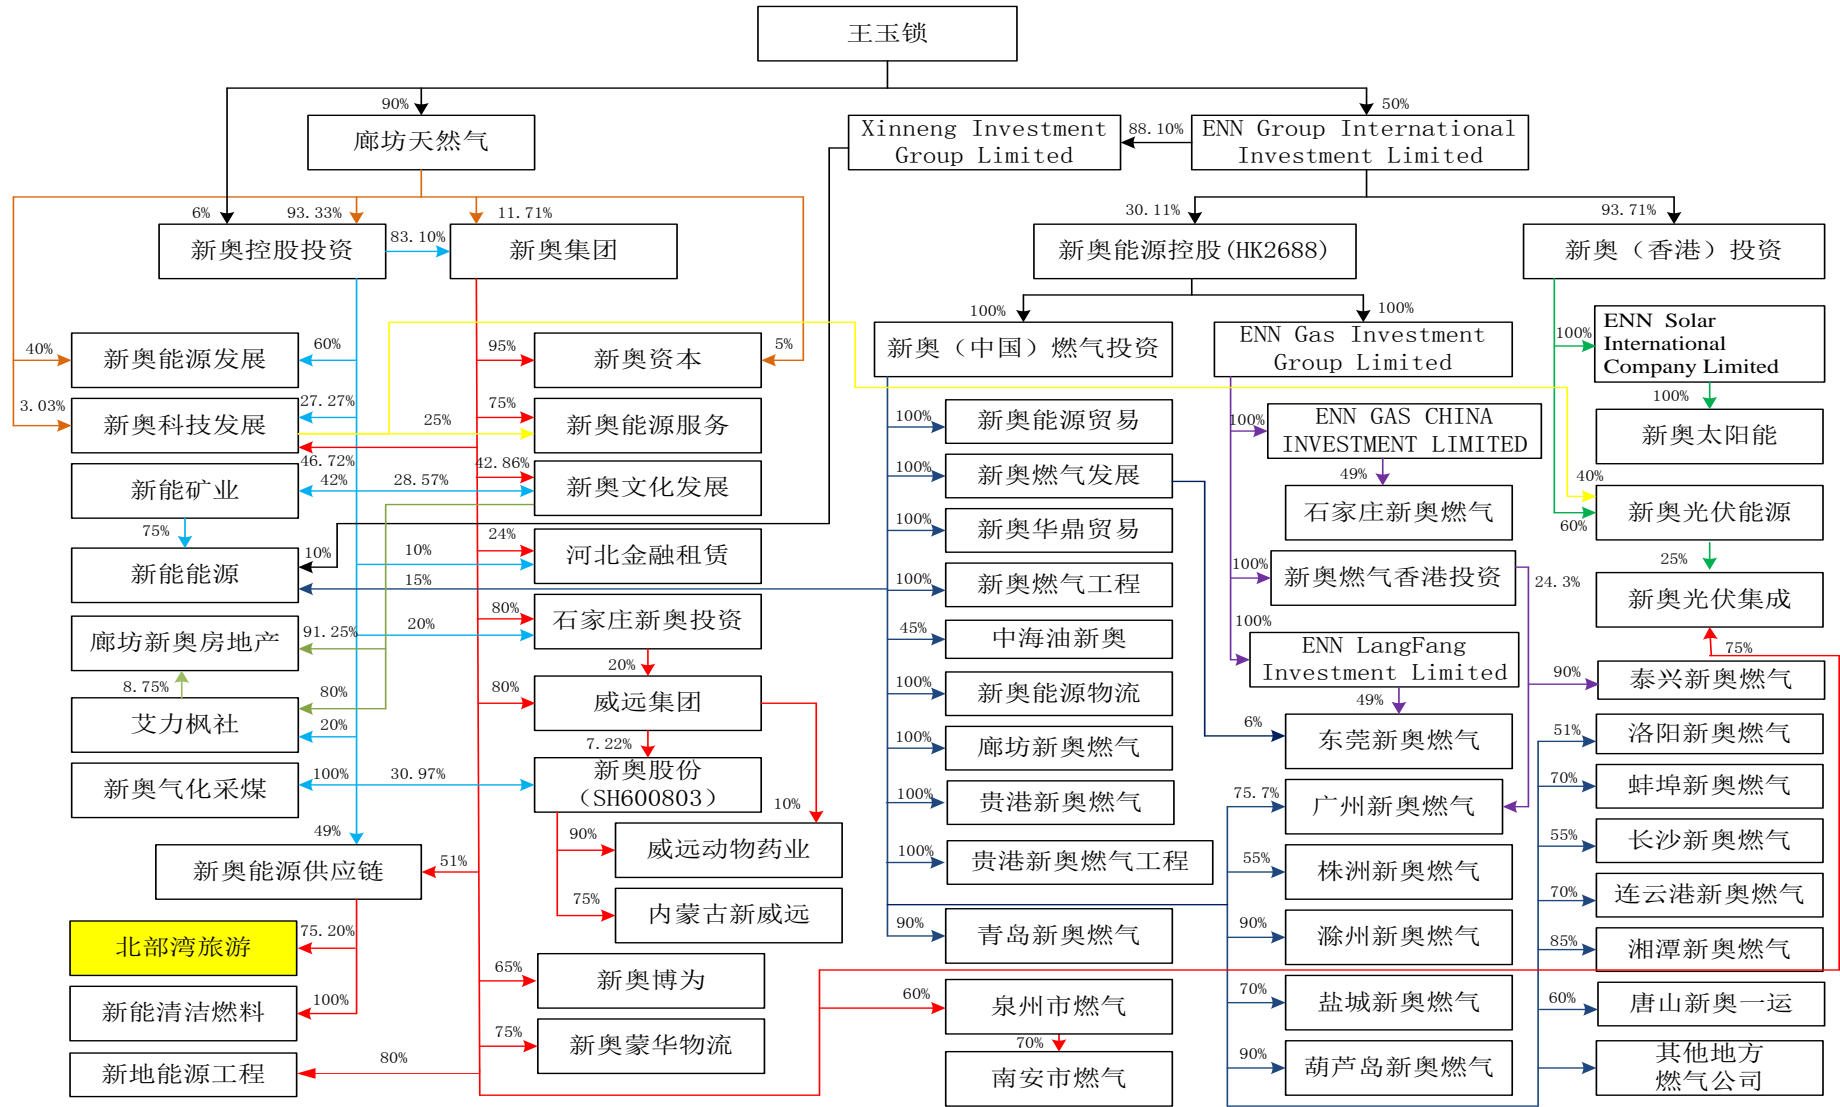 王玉锁
90%
50%
廊坊天然气
Xinneng Investment
Group Limited
88.10%
ENN Group International
Investment Limited
6%
93.33%
11.71%
30.11%
93.71%
新奥控股投资
83.10%
新奥集团
新奥能源控股(HK2688)
新奥（香港）投资
100%
100%
40%
新奥能源发展
60%
95%
新奥资本
5%
新奥（中国）燃气投资
ENN Gas Investment
Group Limited
100%
ENN Solar
International
Company Limited
3.03%
新奥科技发展
27.27%
25%
75%
新奥能源服务
100%
新奥能源贸易
100%
ENN GAS CHINA
INVESTMENT LIMITED
100%
新奥太阳能
46.72%
新能矿业
42%
28.57%
42.86%
新奥文化发展
100%
新奥燃气发展
49%
石家庄新奥燃气
40%
60%
新奥光伏能源
75%
新能能源
10%
10%
24%
河北金融租赁
100%
新奥华鼎贸易
15%
100%
新奥燃气工程
100%
新奥燃气香港投资
24.3%
25%
新奥光伏集成
廊坊新奥房地产
91.25%
20%
80%
石家庄新奥投资
45%
中海油新奥
100%
ENN LangFang
Investment Limited
75%
8.75%
20%
艾力枫社
80%
20%
80%
威远集团
100%
新奥能源物流
49%
90%
泰兴新奥燃气
7.22%
100%
廊坊新奥燃气
6%
东莞新奥燃气
51%
洛阳新奥燃气
新奥气化采煤
100%
30.97%
新奥股份
（SH600803）
10%
100%
贵港新奥燃气
75.7%
广州新奥燃气
70%
蚌埠新奥燃气
49%
90%
威远动物药业
100%
贵港新奥燃气工程
55%
株洲新奥燃气
55%
长沙新奥燃气
新奥能源供应链
51%
75%
内蒙古新威远
90%
青岛新奥燃气
90%
滁州新奥燃气
70%
连云港新奥燃气
北部湾旅游
75.20%
85%
湘潭新奥燃气
新能清洁燃料
100%
65%
新奥博为
60%
泉州市燃气
70%
盐城新奥燃气
60%
唐山新奥一运
新地能源工程
80%
75%
新奥蒙华物流
70%
南安市燃气
90%
葫芦岛新奥燃气
其他地方
燃气公司